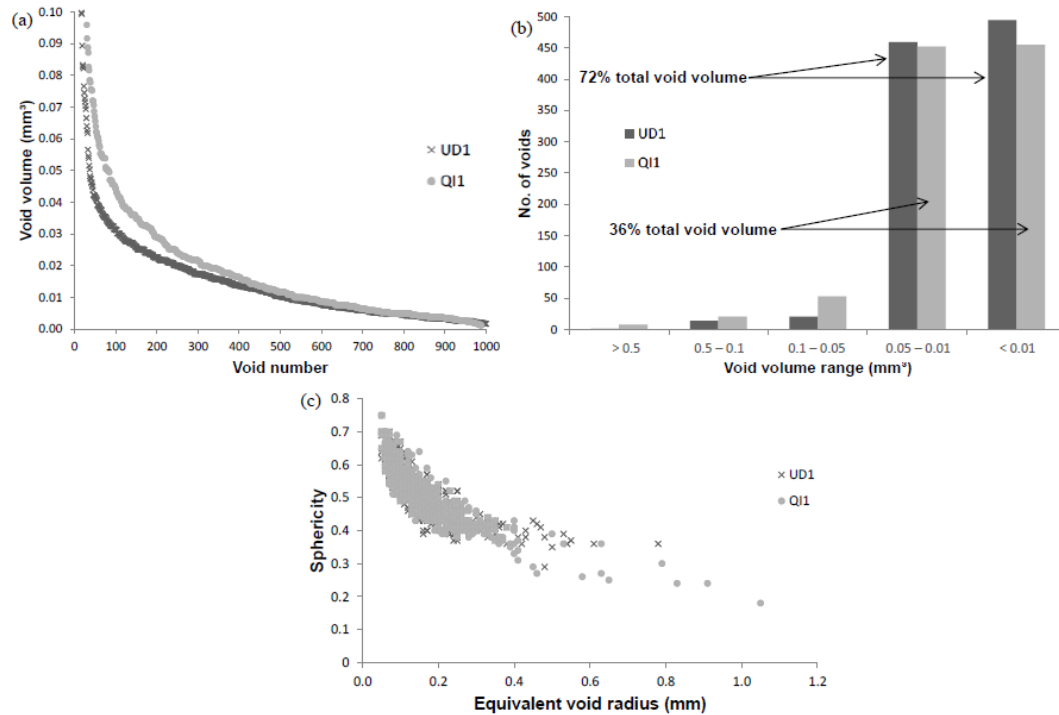 (a)
0.10
0.09
0.08
0.07
0.06
0.05
0.04
0.03
0.02
0.01
0.00
Void volume (mm³)
0 100 200 300 400 500 600 700 800 900 1000
Void number
UD1
QI1
(b)
500
450
400
350
300
250
200
150
100
50
0
No. of voids
72% total void volume
UD1
QI1
36% total void volume
> 0.5 0.5 – 0.1 0.1 – 0.05 0.05 – 0.01 < 0.01
Void volume range (mm³)
(c)
0.8
0.7
0.6
0.5
0.4
0.3
0.2
0.1
0
Sphericity
0.0 0.2 0.4 0.6 0.8 1.0 1.2
Equivalent void radius (mm)
UD1
QI1